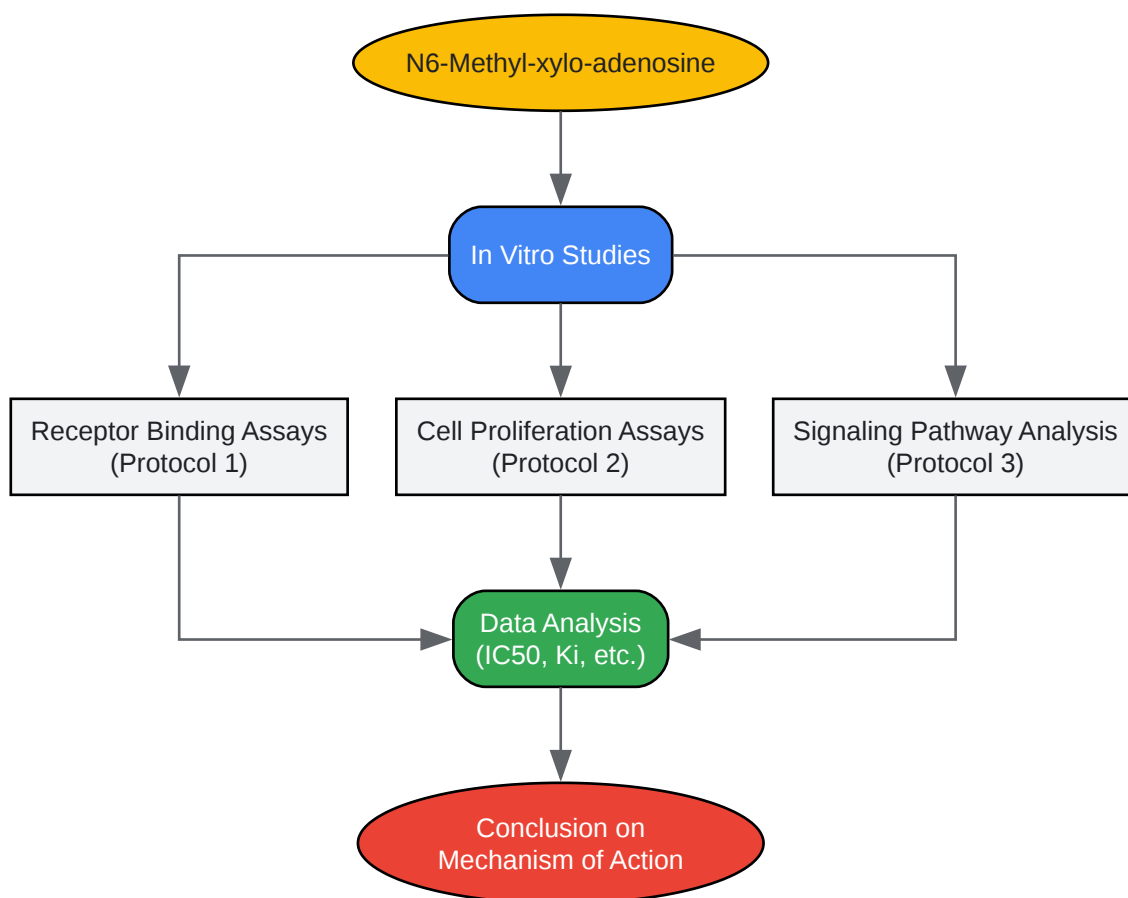 N6-Methyl-xylo-adenosine
In Vitro Studies
Receptor Binding Assays
(Protocol 1)
Cell Proliferation Assays
(Protocol 2)
Signaling Pathway Analysis
(Protocol 3)
Data Analysis
(IC50, Ki, etc.)
Conclusion on
Mechanism of Action